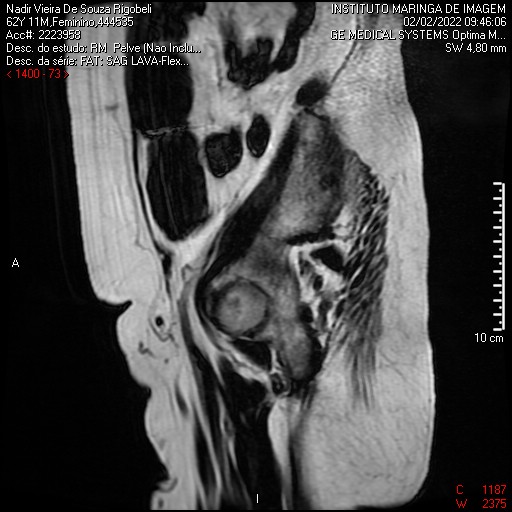 Nadir Vieira De Souza Rigobeli
62Y 11M,Feminino,444535
Acc#: 2223953
Desc. do estudo: RM Pelve (Nao Inclu...
Desc. da série: FAT: SAG LAVA-Flex...
< 1400 - 73 >
INSTITUTO MARINGA DE IMAGEM
02/02/2022 09:46:06
GE MEDICAL SYSTEMS Optima M...
SW 4,80 mm
A
10 cm
I
C 1187
W 2375